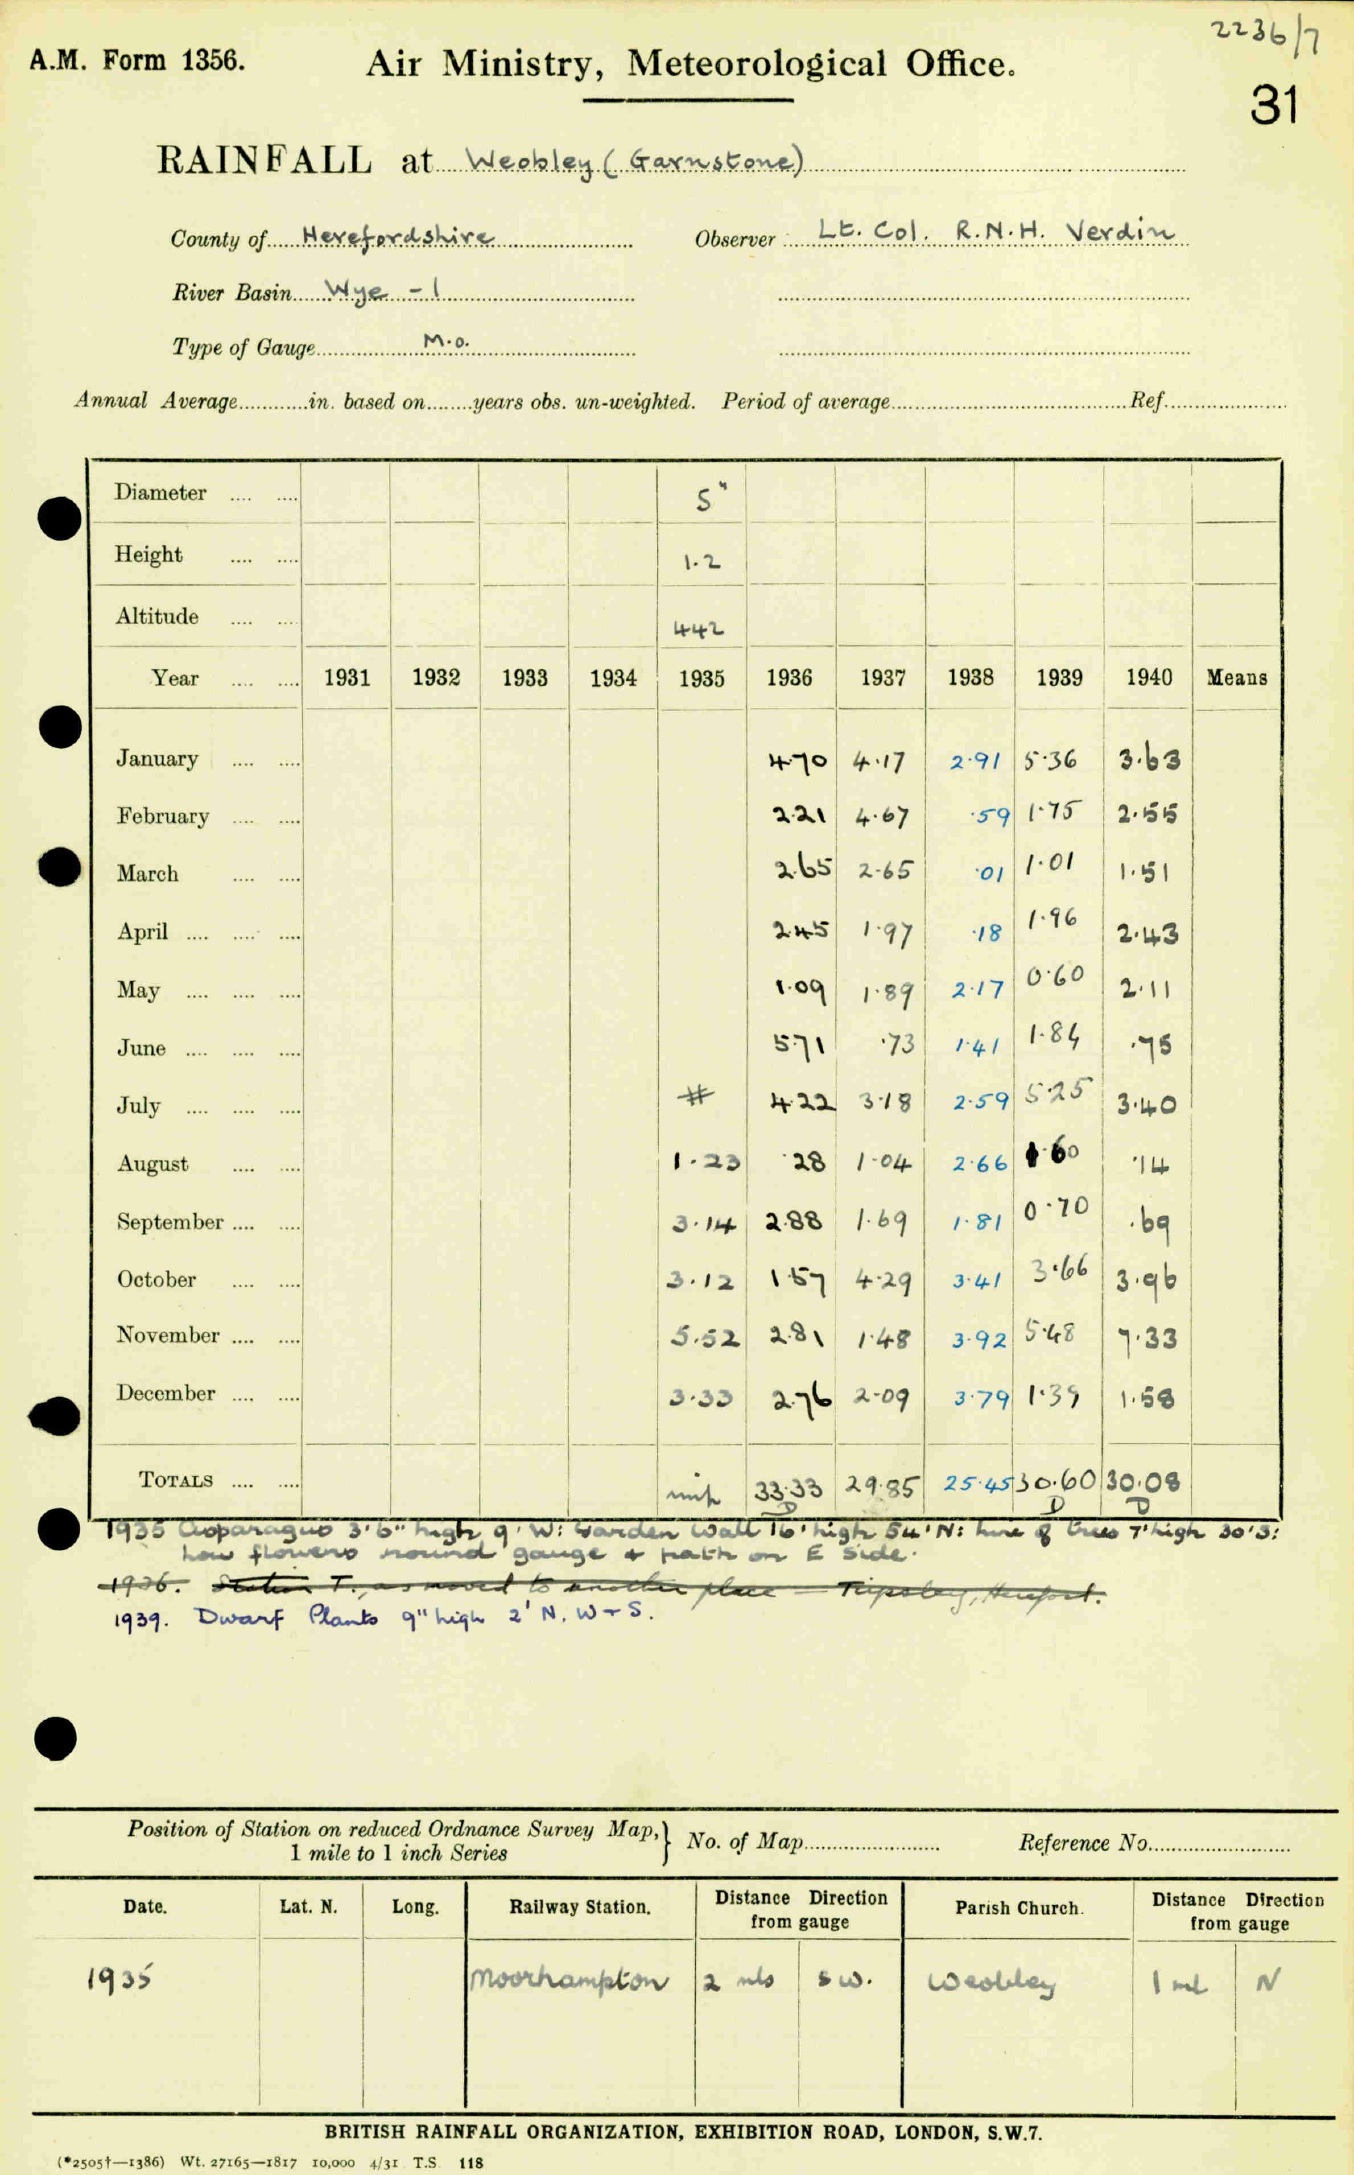 2236/7
A.M. Form 1356. Air Ministry, Meteorological Office.
31
RAINFALL at Weobley (Garnstone)
County of Herefordshire Observer Lt. Col. R.N.H. Verdin
River Basin Wye - 1
Type of Gauge M.O.
Annual Average in. based on years obs. un-weighted. Period of average Ref.
Diameter 5"
Height 1.2
Altitude 442
Year 1931 1932 1933 1934 1935 1936 1937 1938 1939 1940 Means
January 4.70 4.17 2.91 5.36 3.63
February 2.21 4.67 .59 1.75 2.55
March 2.65 2.65 .01 1.01 1.51
April 2.45 1.97 .18 1.96 2.43
May 1.09 1.89 2.17 0.60 2.11
June 5.71 .73 1.41 1.84 .75
July # 4.22 3.18 2.59 5.25 3.40
August 1.23 .28 1.04 2.66 1.60 .14
September 3.14 2.88 1.69 1.81 0.70 .69
October 3.12 1.57 4.29 3.41 3.66 3.96
November 5.52 2.81 1.48 3.92 5.48 7.33
December 3.33 2.76 2.09 3.79 1.39 1.58
TOTALS 33.33 29.85 25.45 30.60 30.08
D D D
1935 Asparagus 3'6" high 9' W: Garden Wall 16' high 54' N: line of trees 7' high 30' S:
low flowers round gauge & path on E side.
1936. Station T., as moved to another place - Hereford.
1939. Dwarf Plants 9" high 2' N. W + S.
Position of Station on reduced Ordnance Survey Map, } No. of Map Reference No.
1 mile to 1 inch Series
Date. Lat. N. Long. Railway Station. Distance Direction from gauge Parish Church. Distance Direction from gauge
1935 Moorhampton 2 mls SW. Weobley 1 ml N
BRITISH RAINFALL ORGANIZATION, EXHIBITION ROAD, LONDON, S.W.7.
(*2505†—1386) Wt. 27165—1817 10,000 4/31 T.S. 118